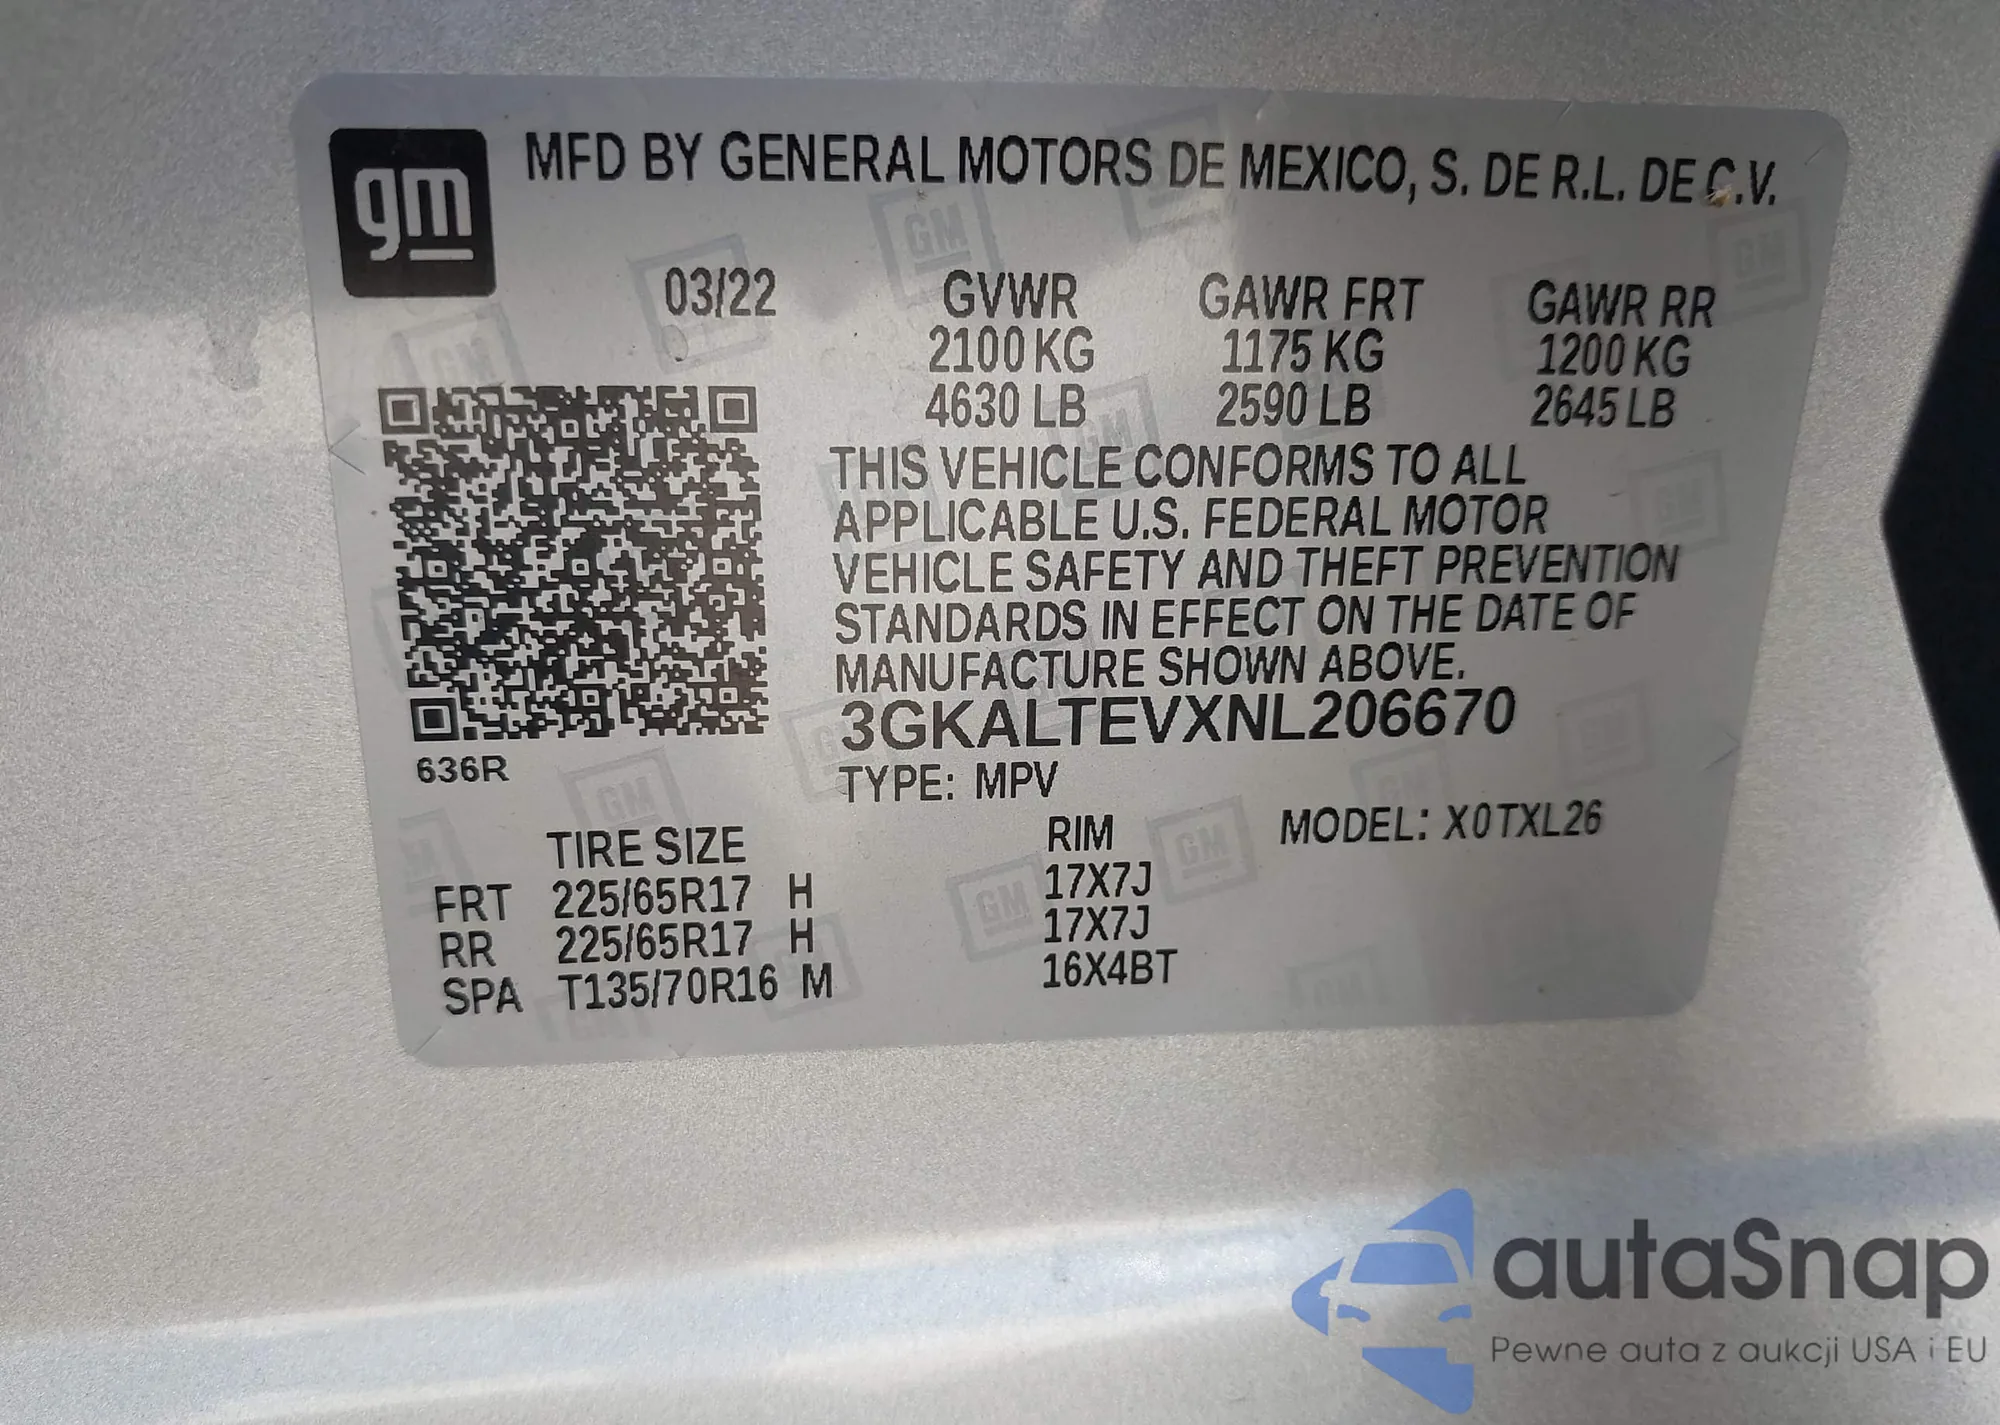 gm
MFD BY GENERAL MOTORS DE MEXICO, S. DE R.L. DE C.V.
03/22
GVWR GAWR FRT GAWR RR
2100 KG 1175 KG 1200 KG
4630 LB 2590 LB 2645 LB
THIS VEHICLE CONFORMS TO ALL
APPLICABLE U.S. FEDERAL MOTOR
VEHICLE SAFETY AND THEFT PREVENTION
STANDARDS IN EFFECT ON THE DATE OF
MANUFACTURE SHOWN ABOVE.
3GKALTEVXNL206670
636R
TYPE: MPV
TIRE SIZE RIM MODEL: X0TXL26
FRT 225/65R17 H 17X7J
RR 225/65R17 H 17X7J
SPA T135/70R16 M 16X4BT
autaSnap
Pewne auta z aukcji USA i EU